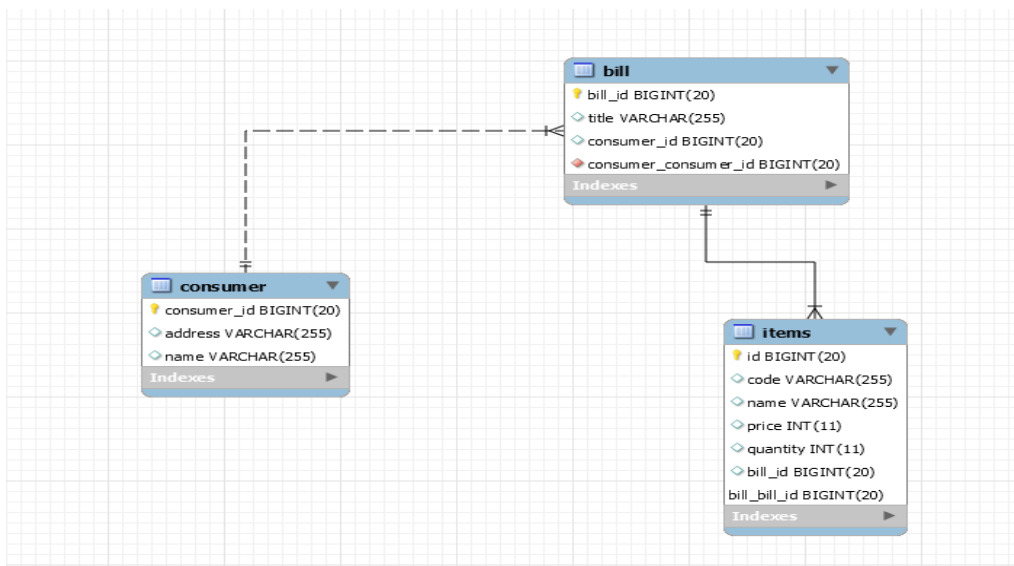 bill
bill_id BIGINT(20)
title VARCHAR(255)
consumer_id BIGINT(20)
consumer_consumer_id BIGINT(20)
Indexes
consumer
consumer_id BIGINT(20)
address VARCHAR(255)
name VARCHAR(255)
Indexes
items
id BIGINT(20)
code VARCHAR(255)
name VARCHAR(255)
price INT(11)
quantity INT(11)
bill_id BIGINT(20)
bill_bill_id BIGINT(20)
Indexes